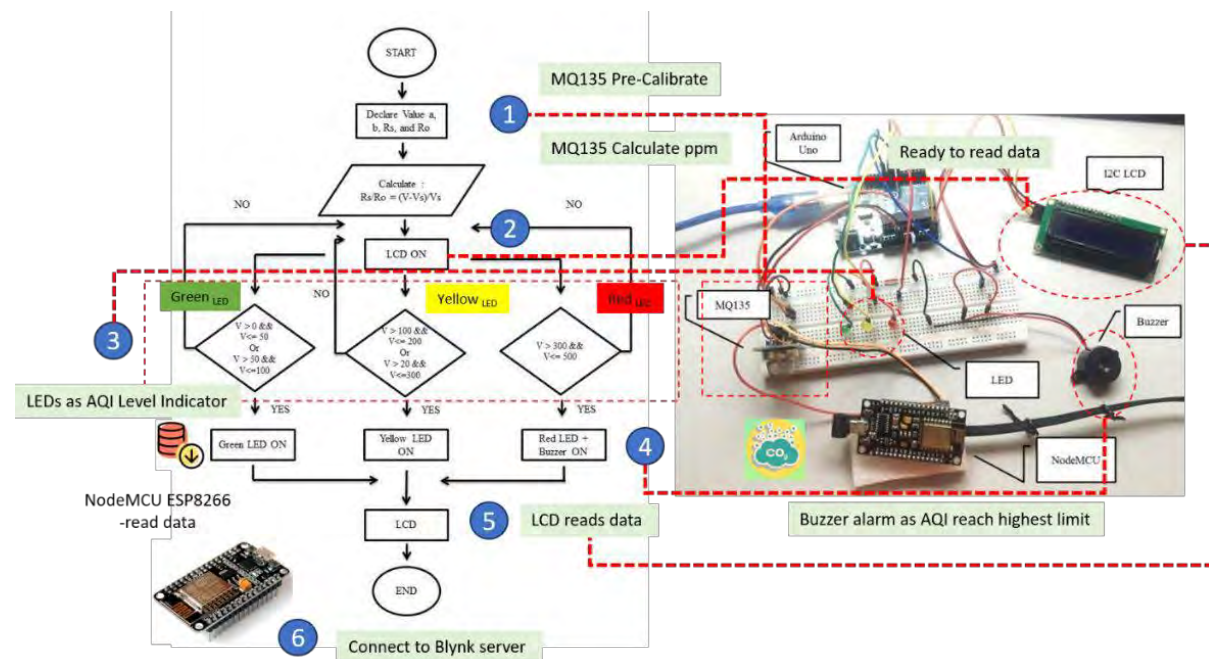 START
MQ135 Pre-Calibrate
1
Declare Value a,
b, Rs, and Ro
MQ135 Calculate ppm
Arduino
Uno
Ready to read data
I2C LCD
Calculate :
Rs/Ro = (V-Vs)/Vs
NO
NO
2
LCD ON
Green LED
NO
Yellow LED
Red LED
3
V > 0 &&
V<= 50
Or
V > 50 &&
V<=100
V > 100 &&
V<= 200
Or
V > 20 &&
V<=300
V > 300 &&
V<= 500
MQ135
Buzzer
LED
LEDs as AQI Level Indicator
YES
YES
YES
Green LED ON
Yellow LED
ON
Red LED +
Buzzer ON
4
CO2
NodeMCU
NodeMCU ESP8266
-read data
LCD
5
LCD reads data
Buzzer alarm as AQI reach highest limit
END
6
Connect to Blynk server